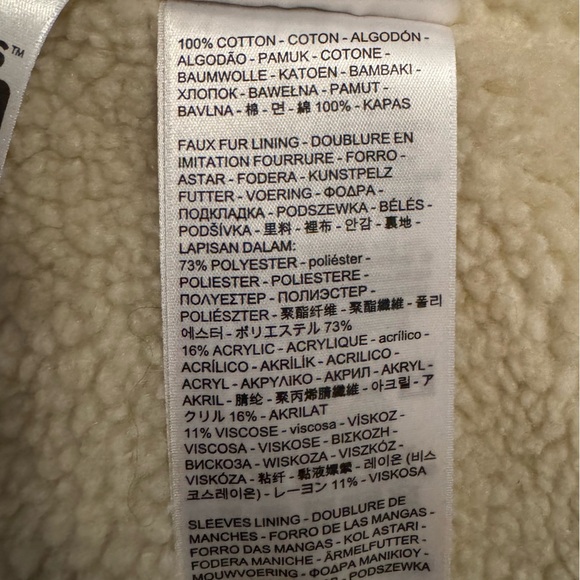 S™
100% COTTON - COTON - ALGODÓN -
ALGODÃO - PAMUK - COTONE -
BAUMWOLLE - KATOEN - BAMBAKI -
ХЛОПОК - BAWEŁNA - PAMUT -
BAVLNA - 棉 - 면 - 綿 100% - KAPAS
FAUX FUR LINING - DOUBLURE EN
IMITATION FOURRURE - FORRO -
ASTAR - FODERA - KUNSTPELZ
FUTTER - VOERING - ΦΟΔΡΑ -
ПОДКЛАДКА - PODSZEWKA - BÉLÉS -
PODŠÍVKA - 里料 - 裡布 - 안감 - 裏地 -
LAPISAN DALAM:
73% POLYESTER - poliéster -
POLIESTER - POLIESTERE -
ΠΟΛΥΕΣΤΕΡ - ПОЛИЭСТЕР -
POLIÉSZTER - 聚酯纤维 - 聚酯纖維 - 폴리
에스터 - ポリエステル 73%
16% ACRYLIC - ACRYLIQUE - acrílico -
ACRÍLICO - AKRİLİK - ACRILICO -
ACRYL - ΑΚΡΥΛΙΚΟ - АКРИЛ - AKRYL -
AKRIL - 腈纶 - 聚丙烯腈纖維 - 아크릴 - ア
クリル 16% - AKRILAT
11% VISCOSE - viscosa - VİSKOZ -
VISCOSA - VISKOSE - ΒΙΣΚΟΖΗ -
ВИСКОЗА - WISKOZA - VISZKÓZ -
VISKÓZA - 粘纤 - 黏液嫘縈 - 레이온 (비스
코스레이온) - レーヨン 11% - VISKOSA
SLEEVES LINING - DOUBLURE DE
MANCHES - FORRO DE LAS MANGAS -
FORRO DAS MANGAS - KOL ASTARI -
FODERA MANICHE - ÄRMELFUTTER -
MOUWVOERING - ΦΟΔΡΑ ΜΑΝΙΚΙΟΥ -
PODSZEWKA